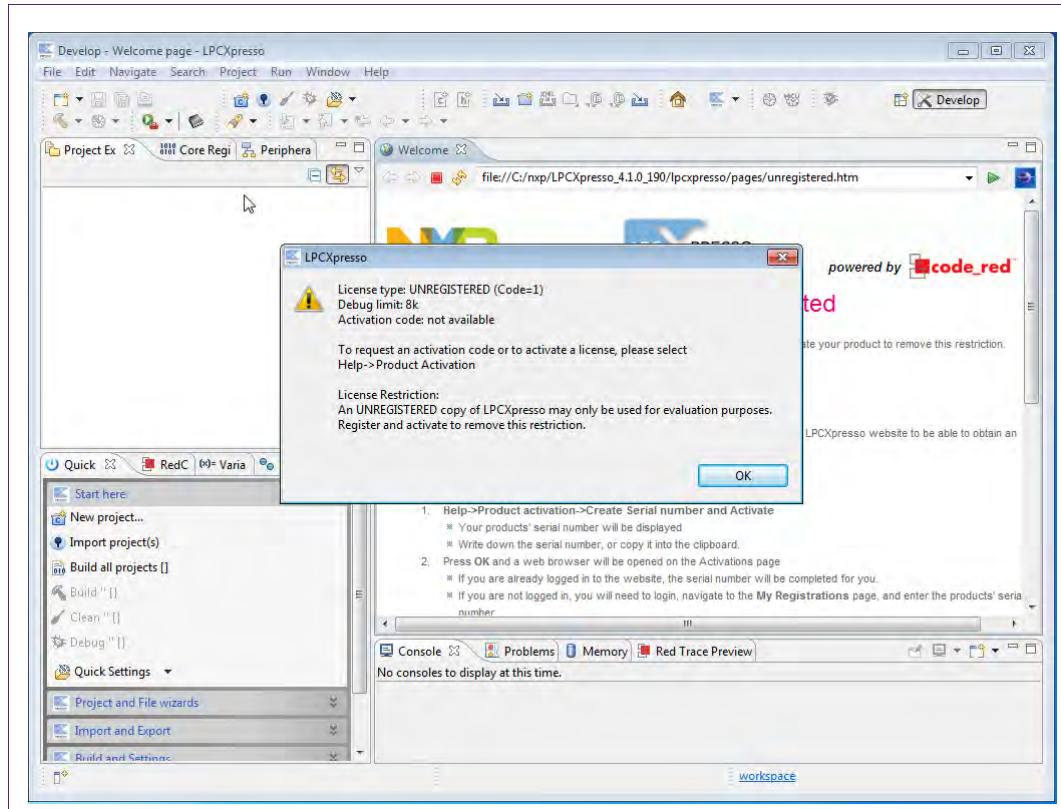 Develop - Welcome page - LPCXpresso
File Edit Navigate Search Project Run Window Help
Develop
Project Ex
Core Regi
Periphera
Welcome
file://C:/nxp/LPCXpresso_4.1.0_190/lpcxpresso/pages/unregistered.htm
powered by code_red
ted
ate your product to remove this restriction.
LPCXpresso website to be able to obtain an
LPCXpresso
License type: UNREGISTERED (Code=1)
Debug limit: 8k
Activation code: not available
To request an activation code or to activate a license, please select
Help->Product Activation
License Restriction:
An UNREGISTERED copy of LPCXpresso may only be used for evaluation purposes.
Register and activate to remove this restriction.
OK
1. Help->Product activation->Create Serial number and Activate
Your products' serial number will be displayed
Write down the serial number, or copy it into the clipboard.
2. Press OK and a web browser will be opened on the Activations page
If you are already logged in to the website, the serial number will be completed for you.
If you are not logged in, you will need to login, navigate to the My Registrations page, and enter the products' seria
number
Quick
RedC
(x)= Varia
Start here
New project...
Import project(s)
Build all projects []
Build '' []
Clean '' []
Debug '' []
Quick Settings
Project and File wizards
Import and Export
Build and Settings
Console
Problems
Memory
Red Trace Preview
No consoles to display at this time.
workspace